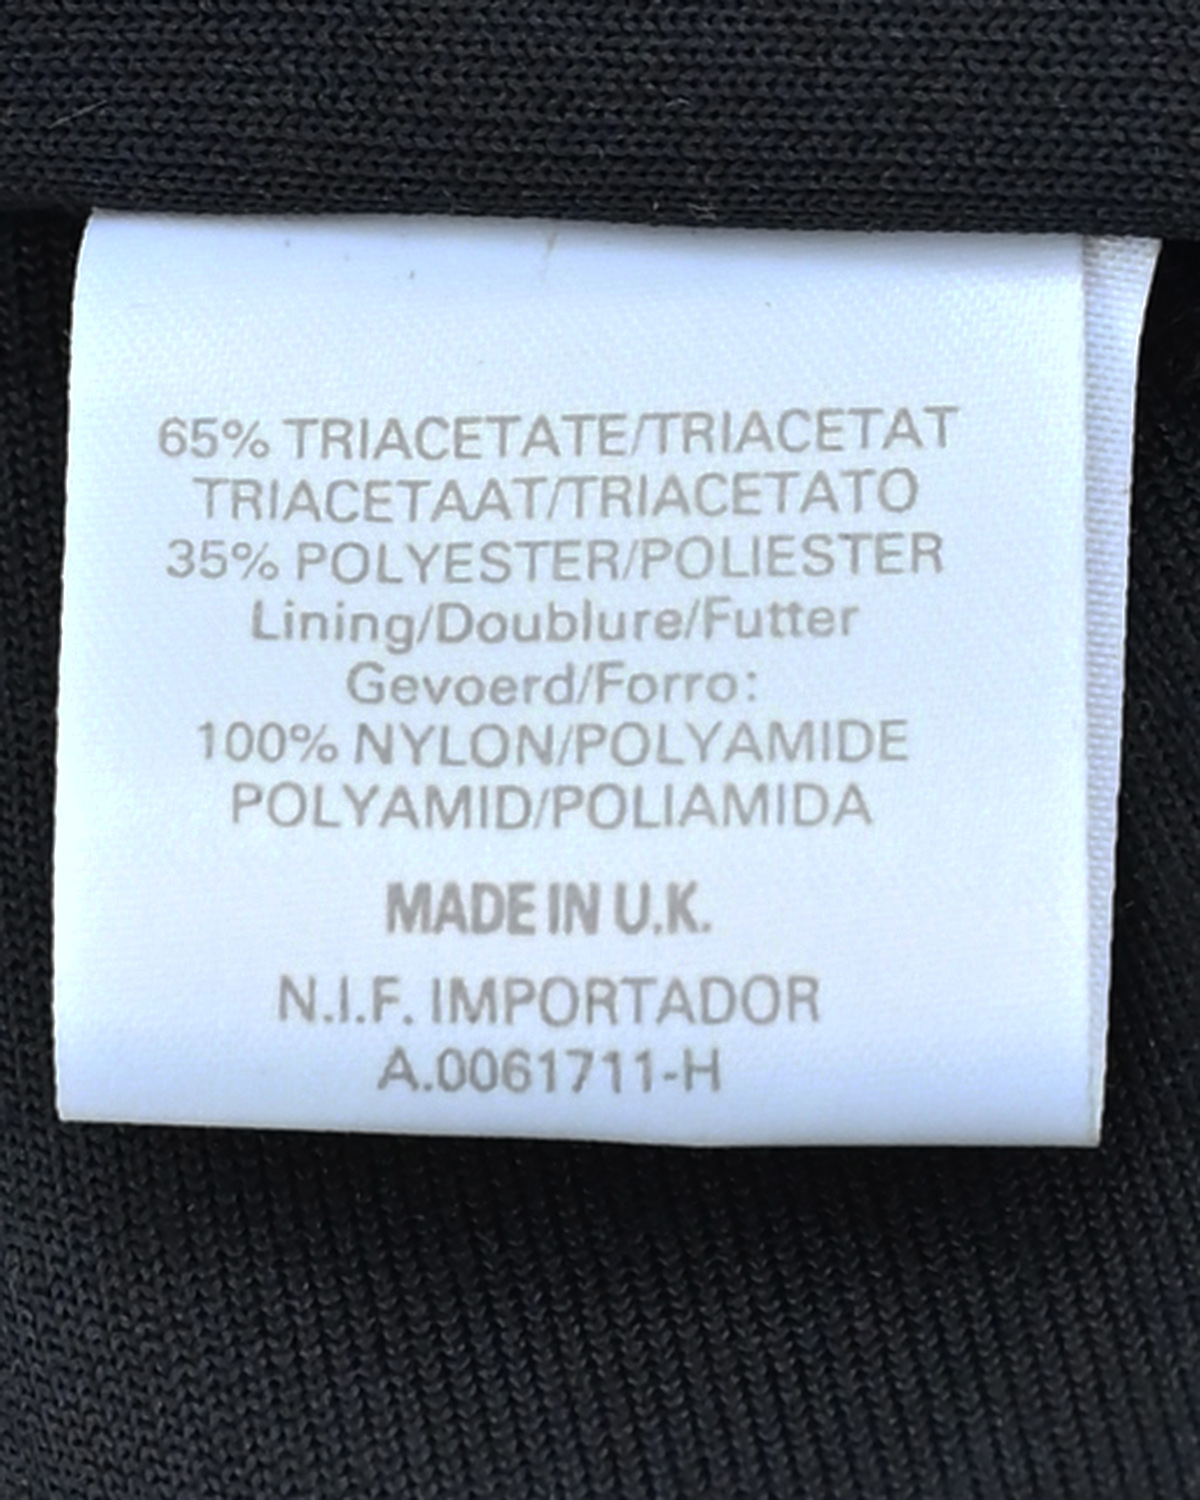 65% TRIACETATE/TRIACETAT
TRIACETAAT/TRIACETATO
35% POLYESTER/POLIESTER
Lining/Doublure/Futter
Gevoerd/Forro:
100% NYLON/POLYAMIDE
POLYAMID/POLIAMIDA
MADE IN U.K.
N.I.F. IMPORTADOR
A.0061711-H